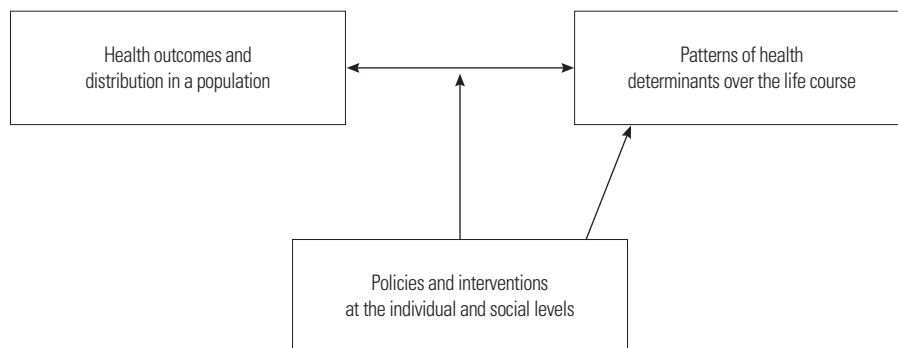 Health outcomes and
distribution in a population
Patterns of health
determinants over the life course
Policies and interventions
at the individual and social levels